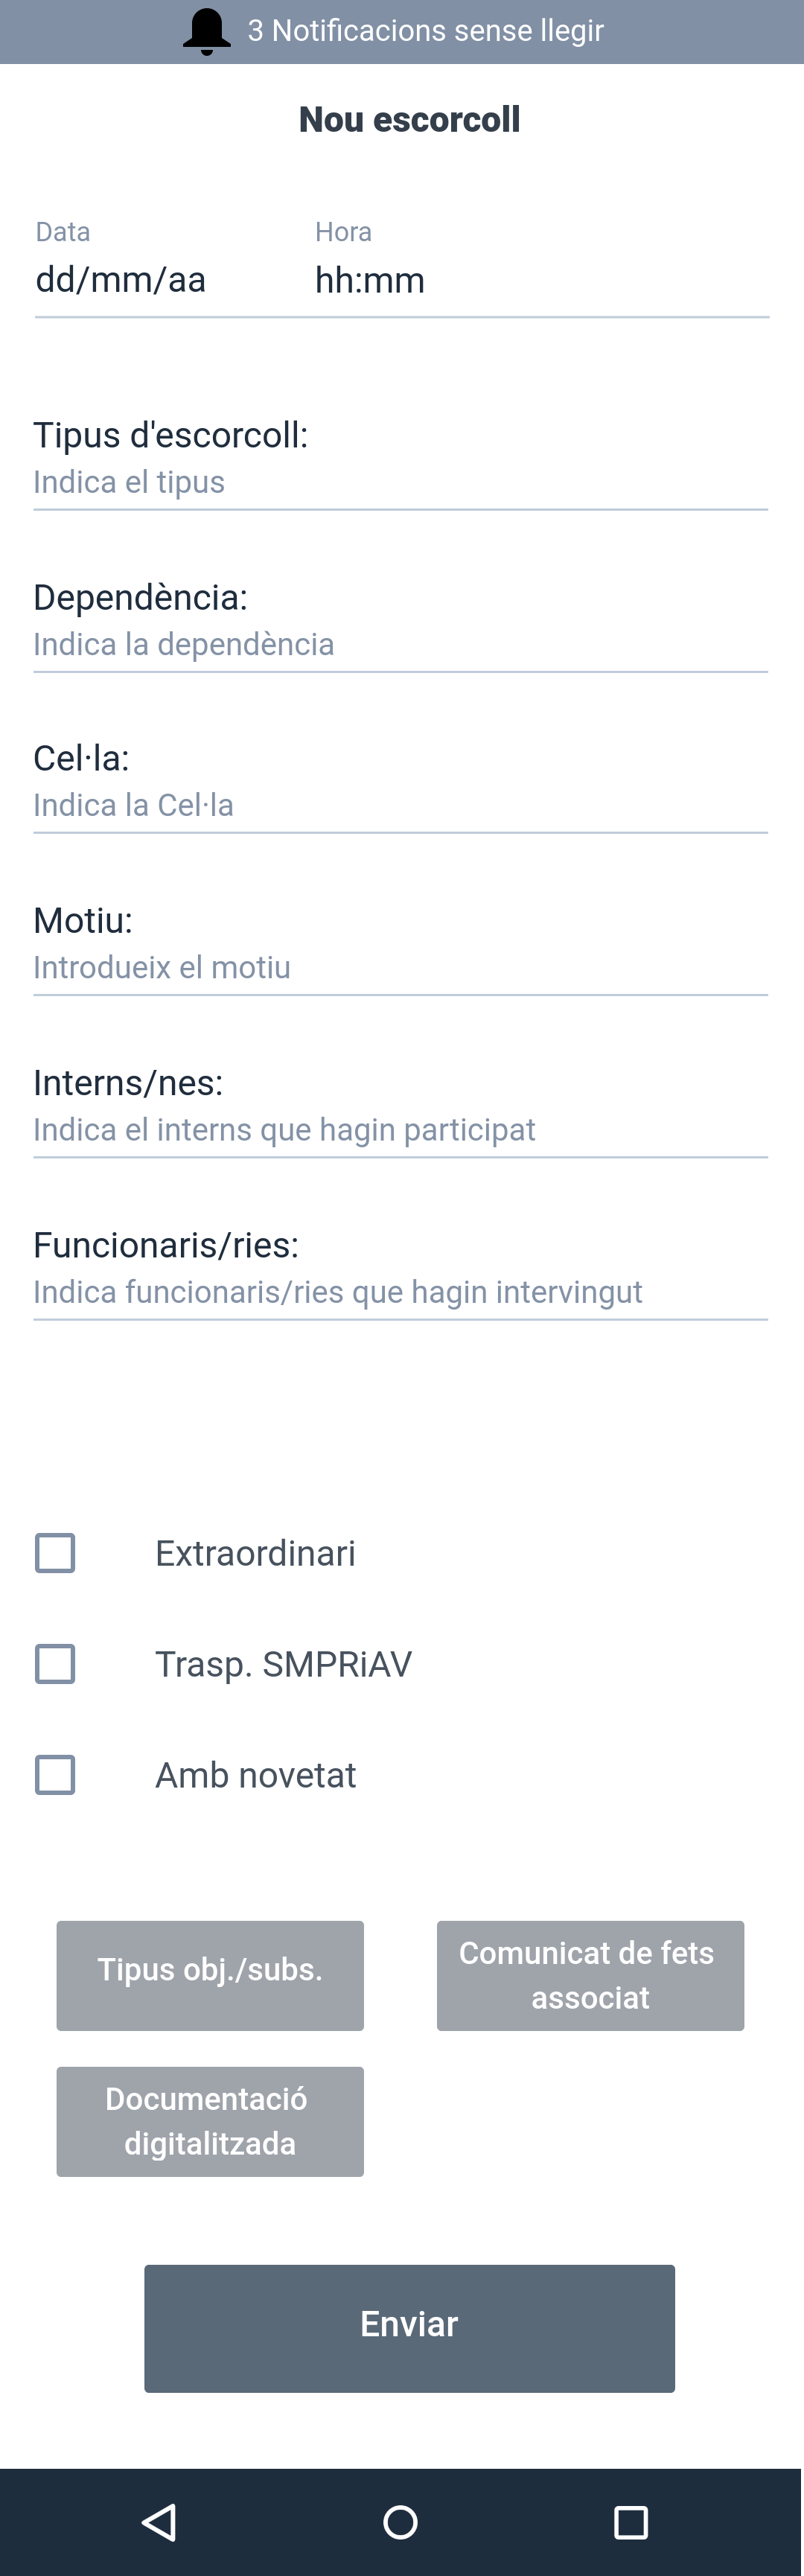 3 Notificacions sense llegir
Nou escorcoll
Data
Hora
dd/mm/aa
hh:mm
Tipus d'escorcoll:
Indica el tipus
Dependència:
Indica la dependència
Cel·la:
Indica la Cel·la
Motiu:
Introdueix el motiu
Interns/nes:
Indica el interns que hagin participat
Funcionaris/ries:
Indica funcionaris/ries que hagin intervingut
Extraordinari
Trasp. SMPRiAV
Amb novetat
Tipus obj./subs.
Comunicat de fets
associat
Documentació
digitalitzada
Enviar